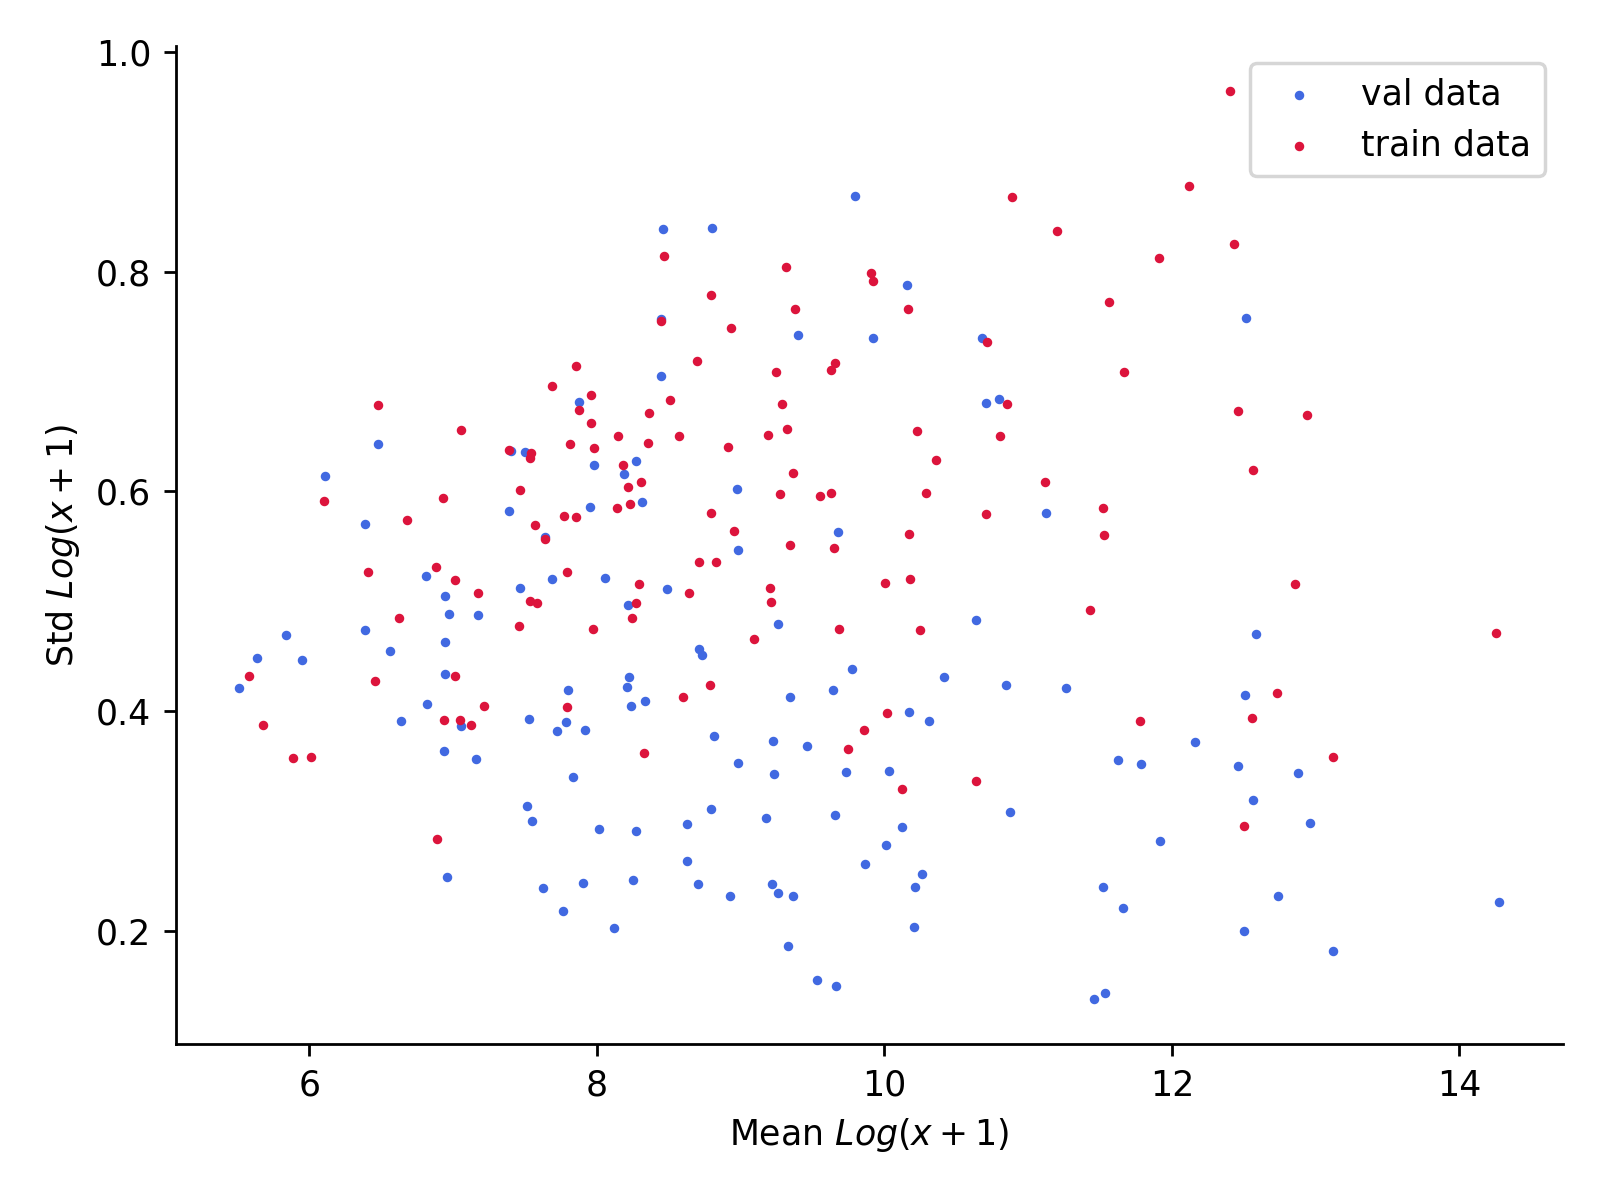 1.0
0.8
0.6
0.4
0.2
Std Log(x + 1)
val data
train data
6 8 10 12 14
Mean Log(x + 1)